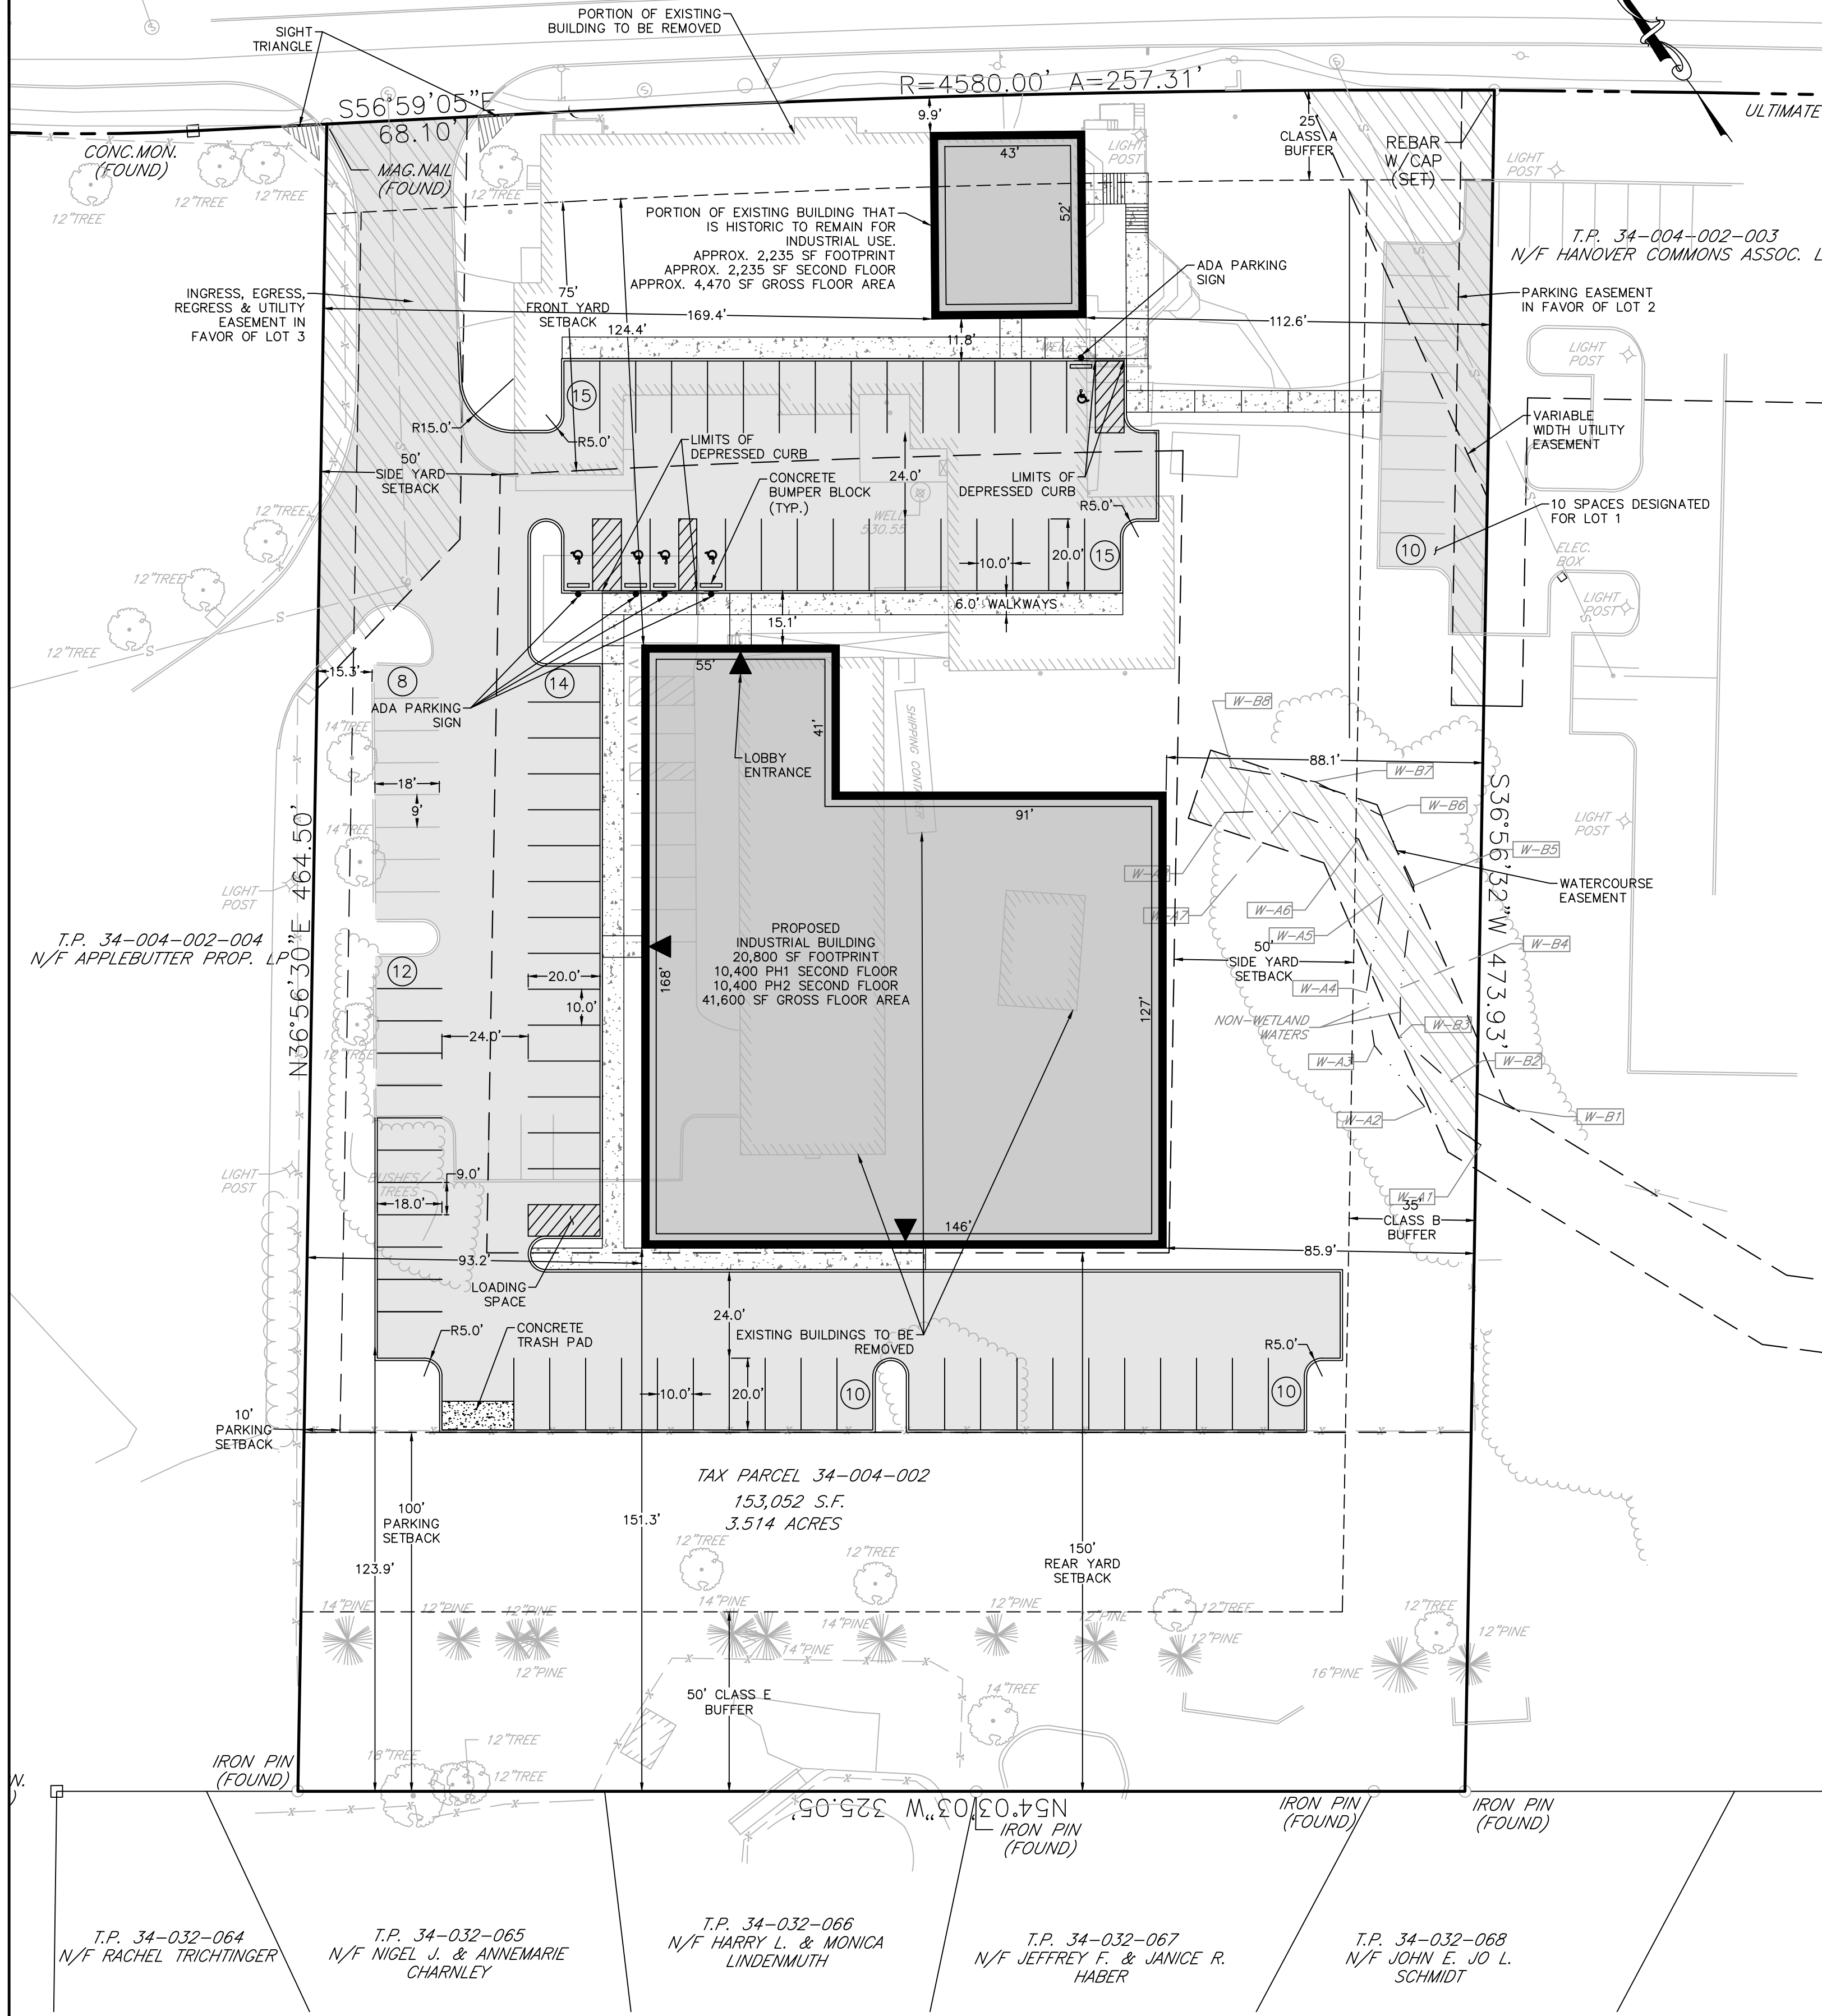 PORTION OF EXISTING
BUILDING TO BE REMOVED
SIGHT
TRIANGLE
S56°59'05"E
68.10'
R=4580.00' A=257.31'
ULTIMATE
CONC.MON.
(FOUND)
MAG.NAIL
(FOUND)
9.9'
43'
52'
25'
CLASS A
BUFFER
REBAR
W/CAP
(SET)
LIGHT
POST
LIGHT
POST
12"TREE
12"TREE
12"TREE
12"TREE
PORTION OF EXISTING BUILDING THAT
IS HISTORIC TO REMAIN FOR
INDUSTRIAL USE.
APPROX. 2,235 SF FOOTPRINT
APPROX. 2,235 SF SECOND FLOOR
APPROX. 4,470 SF GROSS FLOOR AREA
T.P. 34-004-002-003
N/F HANOVER COMMONS ASSOC. L
ADA PARKING
SIGN
INGRESS, EGRESS,
REGRESS & UTILITY
EASEMENT IN
FAVOR OF LOT 3
75'
FRONT YARD
SETBACK
124.4'
169.4'
112.6'
11.8'
WELL
PARKING EASEMENT
IN FAVOR OF LOT 2
LIGHT
POST
15
R15.0'
R5.0'
LIMITS OF
DEPRESSED CURB
50'
SIDE YARD
SETBACK
CONCRETE
BUMPER BLOCK
(TYP.)
24.0'
LIMITS OF
DEPRESSED CURB
VARIABLE
WIDTH UTILITY
EASEMENT
WELL
530.55
R5.0'
10 SPACES DESIGNATED
FOR LOT 1
12"TREE
12"TREE
12"TREE
10.0'
20.0'
15
10
ELEC.
BOX
LIGHT
POST
6.0' WALKWAYS
15.1'
15.3'
8
14
55'
ADA PARKING
SIGN
41'
LOBBY
ENTRANCE
SHIPPING CONTAINER
14"TREE
18'
9'
14"TREE
88.1'
91'
W-B8
W-B7
W-B6
W-B5
W-B4
W-B3
W-B2
W-B1
W-A7
W-A6
W-A5
W-A4
W-A3
W-A2
W-A1
LIGHT
POST
S36°56'32"W 473.93'
WATERCOURSE
EASEMENT
N36°56'30"E 464.50'
LIGHT
POST
T.P. 34-004-002-004
N/F APPLEBUTTER PROP. LP
12
20.0'
10.0'
168'
PROPOSED
INDUSTRIAL BUILDING
20,800 SF FOOTPRINT
10,400 PH1 SECOND FLOOR
10,400 PH2 SECOND FLOOR
41,600 SF GROSS FLOOR AREA
127'
50'
SIDE YARD
SETBACK
NON-WETLAND
WATERS
12"TREE
24.0'
LIGHT
POST
BUSHES/
TREES
9.0'
18.0'
146'
35'
CLASS B
BUFFER
93.2'
85.9'
LOADING
SPACE
R5.0'
CONCRETE
TRASH PAD
24.0'
EXISTING BUILDINGS TO BE
REMOVED
R5.0'
10.0'
20.0'
10
10
10'
PARKING
SETBACK
TAX PARCEL 34-004-002
153,052 S.F.
3.514 ACRES
100'
PARKING
SETBACK
151.3'
123.9'
150'
REAR YARD
SETBACK
12"TREE
12"TREE
14"PINE
12"PINE
12"PINE
12"PINE
14"PINE
14"PINE
14"PINE
12"PINE
12"PINE
12"TREE
12"PINE
12"TREE
12"PINE
16"PINE
50' CLASS E
BUFFER
14"TREE
IRON PIN
(FOUND)
18"TREE
12"TREE
12"TREE
N.
)
N54°03'03"W 325.05'
IRON PIN
(FOUND)
IRON PIN
(FOUND)
IRON PIN
(FOUND)
T.P. 34-032-064
N/F RACHEL TRICHTINGER
T.P. 34-032-065
N/F NIGEL J. & ANNEMARIE
CHARNLEY
T.P. 34-032-066
N/F HARRY L. & MONICA
LINDENMUTH
T.P. 34-032-067
N/F JEFFREY F. & JANICE R.
HABER
T.P. 34-032-068
N/F JOHN E. JO L.
SCHMIDT